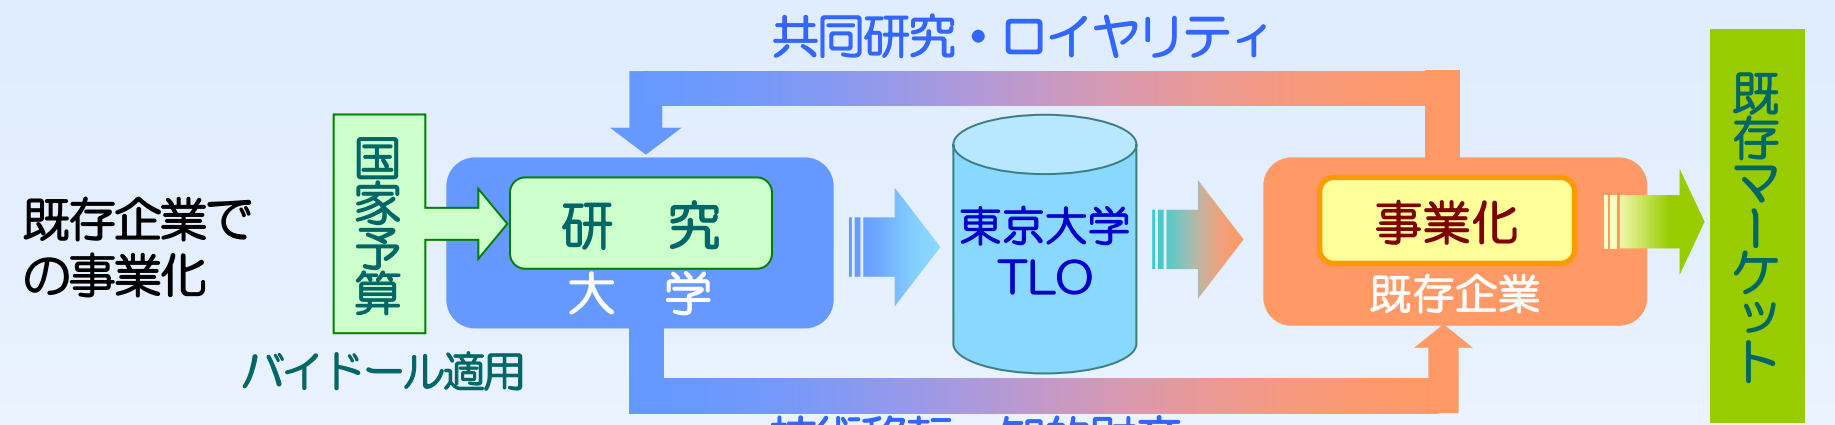 共同研究・ロイヤリティ
既存企業で
の事業化
国家予算
バイドール適用
研　究
大　学
東京大学
TLO
事業化
既存企業
既存マーケット